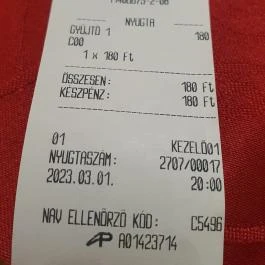 NYUGTA
GYŰJTŐ 1 180
C00
1 x 180 Ft
ÖSSZESEN: 180 Ft
KÉSZPÉNZ: 180 Ft
01 KEZELŐ01
NYUGTASZÁM: 2707/00017
2023.03.01. 20:00
NAV ELLENŐRZŐ KÓD: C5496
AP A01423714